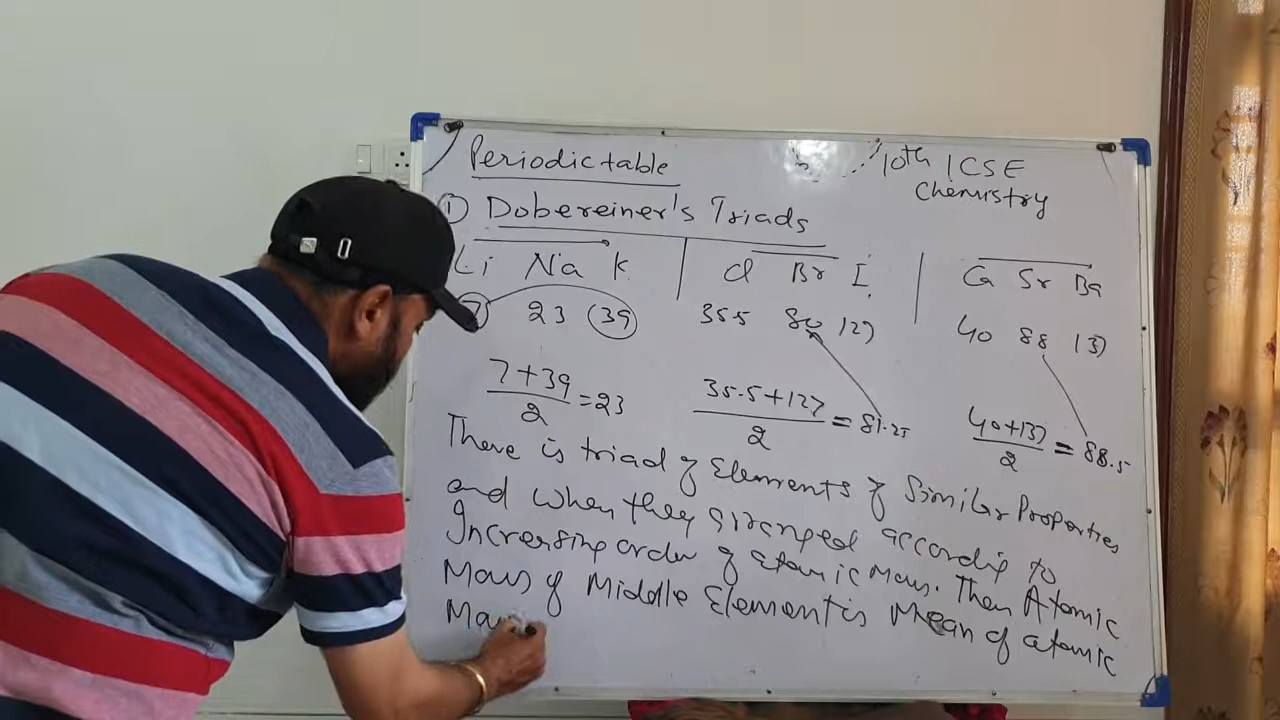 Periodic table
10th ICSE
Chemistry
① Dobereiner's Triads
Li Na K
Cl Br I
Ca Sr Ba
7 23 39
35.5 80 127
40 88 137
7+39/2 = 23
35.5+127/2 = 81.25
40+137/2 = 88.5
There is triad of Elements of Similar Properties
and when they arranged according to
Increasing order of atomic Mass. Then Atomic
Mass of Middle Element is Mean of atomic
Mas